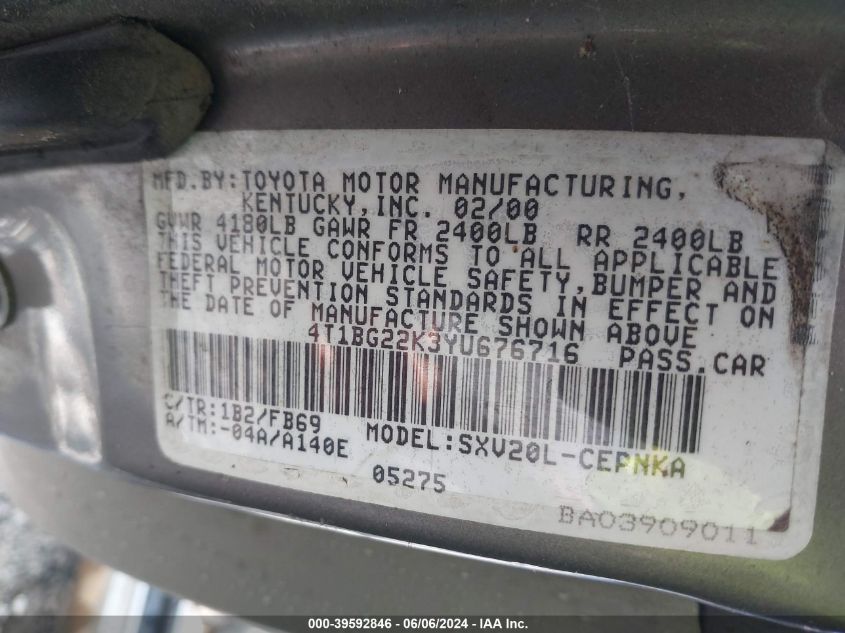 MFD.BY:TOYOTA MOTOR MANUFACTURING,
KENTUCKY,INC. 02/00
GVWR 4180LB GAWR FR 2400LB RR 2400LB
THIS VEHICLE CONFORMS TO ALL APPLICABLE
FEDERAL MOTOR VEHICLE SAFETY,BUMPER AND
THEFT PREVENTION STANDARDS IN EFFECT ON
THE DATE OF MANUFACTURE SHOWN ABOVE
4T1BG22K3YU676716 PASS.CAR
C/TR:1B2/FB69
A/TM:-04A/A140E MODEL:SXV20L-CEPNKA
05275
BA03909011
000-39592846 - 06/06/2024 - IAAI.COM